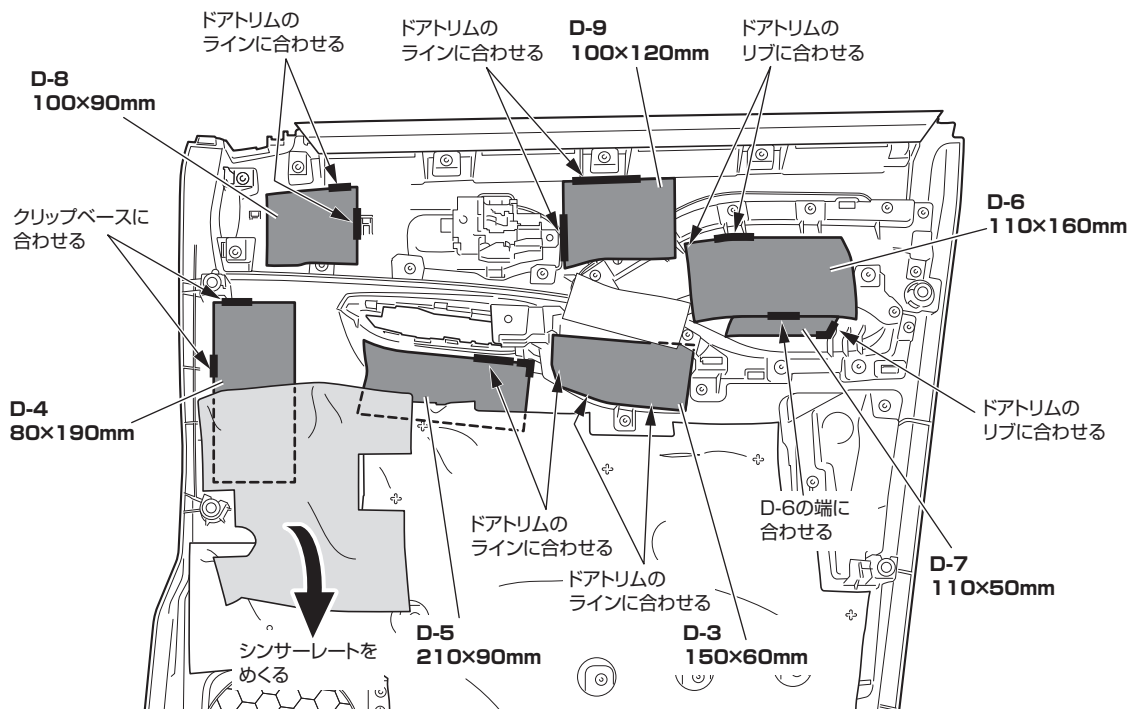 ドアトリムの
ラインに合わせる
ドアトリムの
ラインに合わせる
D-9
100×120mm
ドアトリムの
リブに合わせる
D-8
100×90mm
クリップベースに
合わせる
D-6
110×160mm
D-4
80×190mm
ドアトリムの
リブに合わせる
D-6の端に
合わせる
ドアトリムの
ラインに合わせる
D-7
110×50mm
ドアトリムの
ラインに合わせる
D-5
210×90mm
D-3
150×60mm
シンサーレートを
めくる